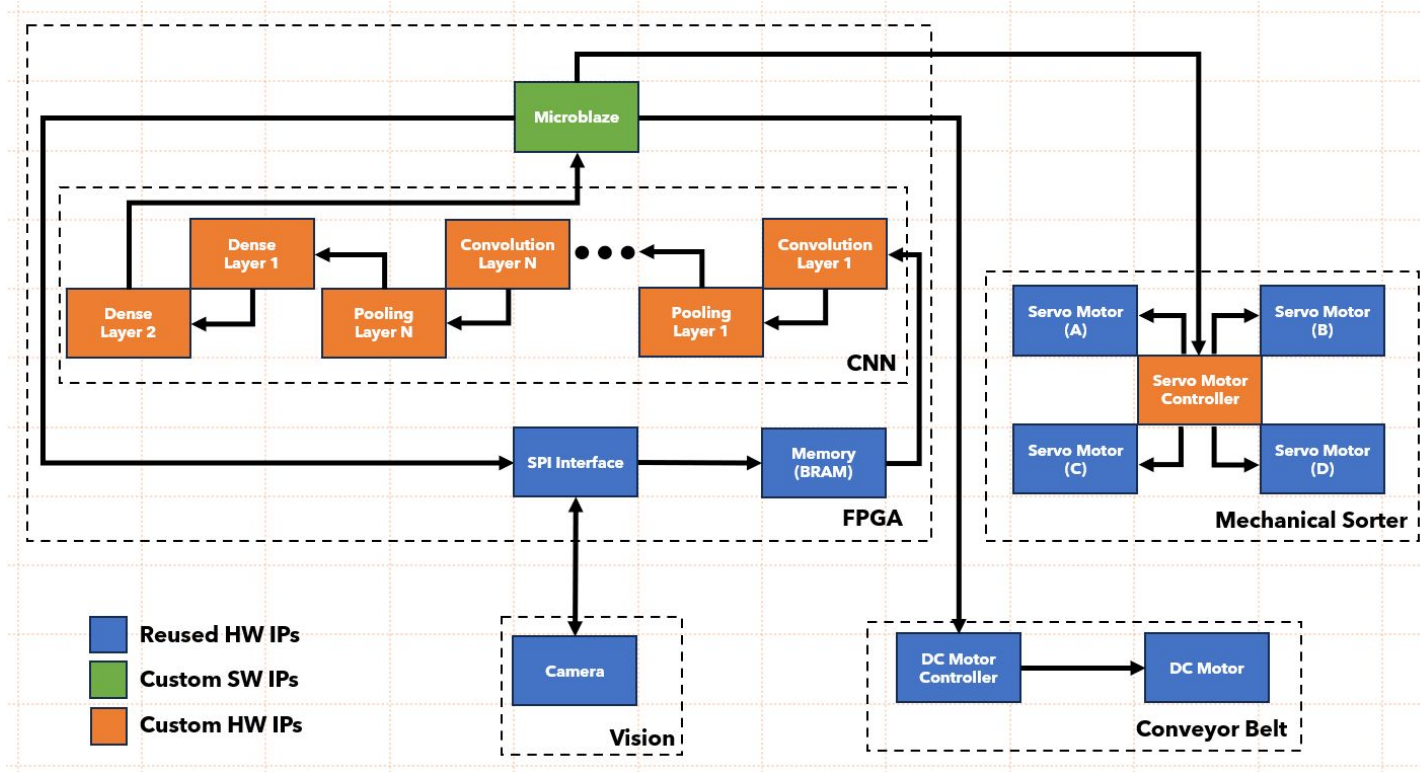 Microblaze
Dense
Layer 1
Convolution
Layer N
Convolution
Layer 1
Dense
Layer 2
Pooling
Layer N
Pooling
Layer 1
CNN
SPI Interface
Memory
(BRAM)
FPGA
Servo Motor
(A)
Servo Motor
(B)
Servo Motor
Controller
Servo Motor
(C)
Servo Motor
(D)
Mechanical Sorter
Reused HW IPs
Custom SW IPs
Custom HW IPs
Camera
Vision
DC Motor
Controller
DC Motor
Conveyor Belt